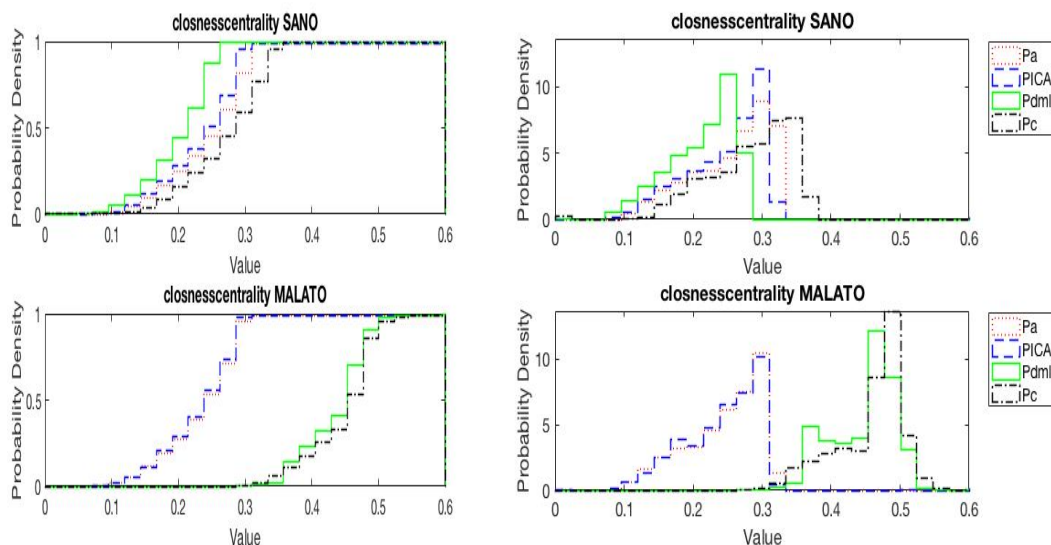 closnesscentrality SANO
Probability Density
1
0.5
0
0
0.1
0.2
0.3
0.4
0.5
0.6
Value
closnesscentrality SANO
Probability Density
10
5
0
0
0.1
0.2
0.3
0.4
0.5
0.6
Value
Pa
PICA
Pdml
Pc
closnesscentrality MALATO
Probability Density
1
0.5
0
0
0.1
0.2
0.3
0.4
0.5
0.6
Value
closnesscentrality MALATO
Probability Density
10
5
0
0
0.1
0.2
0.3
0.4
0.5
0.6
Value
Pa
PICA
Pdml
Pc